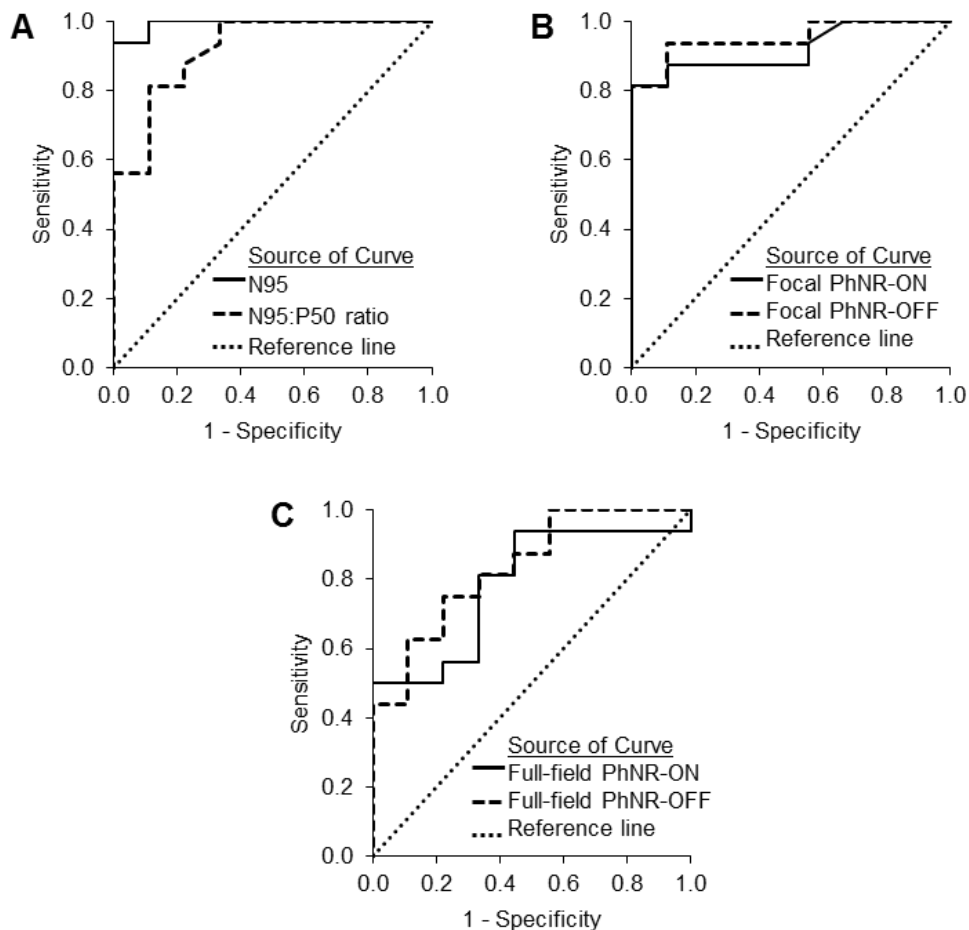 A
1.0
0.8
0.6
0.4
0.2
0.0
Sensitivity
Source of Curve
N95
N95:P50 ratio
Reference line
0.0 0.2 0.4 0.6 0.8 1.0
1 - Specificity
B
1.0
0.8
0.6
0.4
0.2
0.0
Sensitivity
Source of Curve
Focal PhNR-ON
Focal PhNR-OFF
Reference line
0.0 0.2 0.4 0.6 0.8 1.0
1 - Specificity
C
1.0
0.8
0.6
0.4
0.2
0.0
Sensitivity
Source of Curve
Full-field PhNR-ON
Full-field PhNR-OFF
Reference line
0.0 0.2 0.4 0.6 0.8 1.0
1 - Specificity